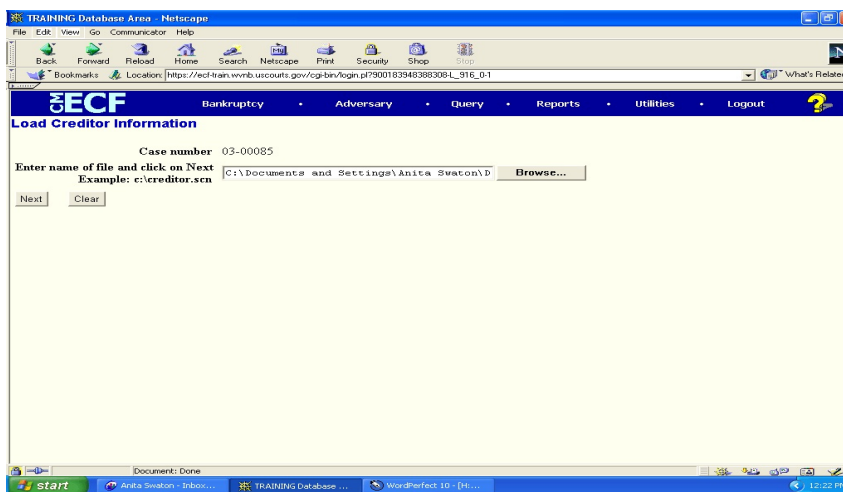 TRAINING Database Area - Netscape
File Edit View Go Communicator Help
Back Forward Reload Home Search Netscape Print Security Shop Stop
Bookmarks Location: https://ecf-train.wvnb.uscourts.gov/cgi-bin/login.pl?900183948388308-L_916_0-1 What's Relate
CM ECF Bankruptcy • Adversary • Query • Reports • Utilities • Logout ?
Load Creditor Information
Case number 03-00085
Enter name of file and click on Next C:\Documents and Settings\Anita Swaton\D Browse...
Example: c:\creditor.scn
Next Clear
Document: Done
start Anita Swaton - Inbox... TRAINING Database ... WordPerfect 10 - [H:... 12:22 PM